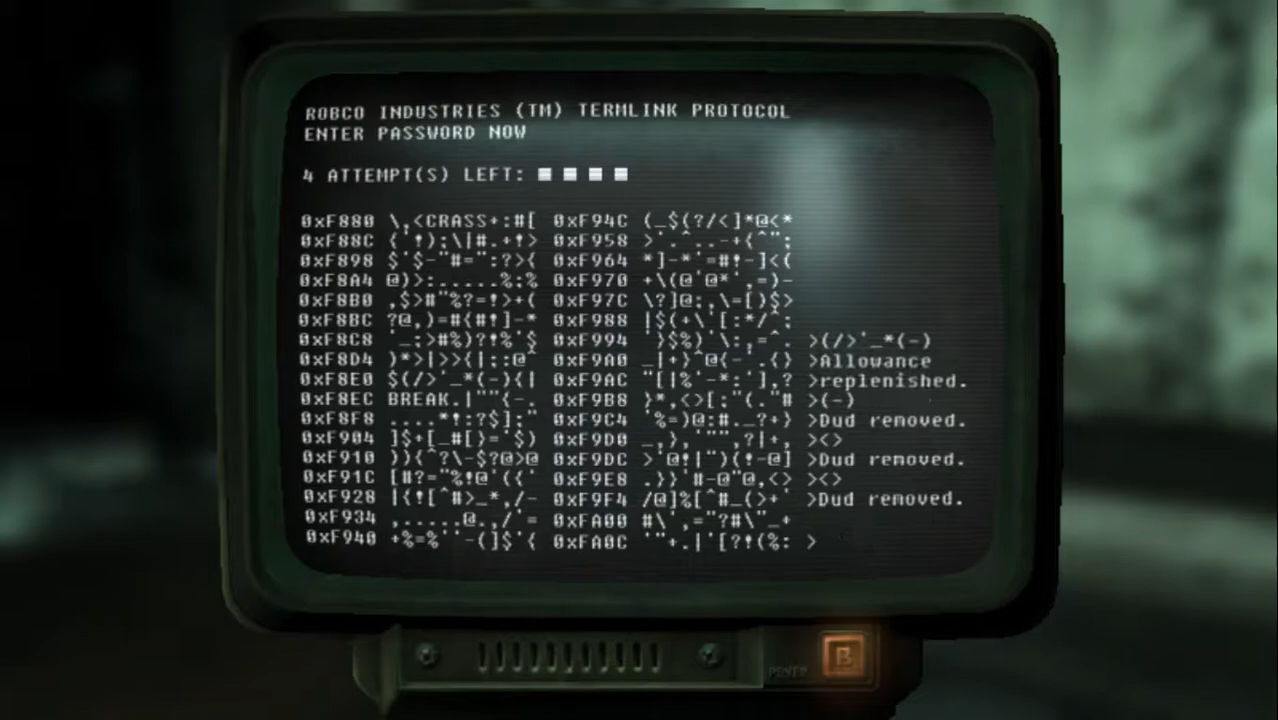 ROBCO INDUSTRIES (TM) TERMLINK PROTOCOL
ENTER PASSWORD NOW
4 ATTEMPT(S) LEFT: ■ ■ ■ ■
0xF880 \,<CRASS+:#[ 0xF94C (_$(?/<]*@<*
0xF88C {'!);\|#.+!> 0xF958 >'.^..-+{^";
0xF898 $'$-"#=":?>{ 0xF964 *]-*'=#!-]<(
0xF8A4 @)>:.....%;% 0xF970 +\(@'@*',=)-
0xF8B0 ,$>#"%?=!>+( 0xF97C \?]@:,\=[)$>
0xF8BC ?@,)=#{#!]-* 0xF988 |$(+\'[:*/^:
0xF8C8 '_;>#%)?!%'$ 0xF994 '}$%)'\:,=^. >(/>'_*(-)
0xF8D4 )*>|>>{|::@^ 0xF9A0 _|+}^@{-'.{} >Allowance
0xF8E0 $(/>'_*(-){| 0xF9AC "[|%'-*:'],? >replenished.
0xF8EC BREAK.|""{-. 0xF9B8 }*,<>[;"(."# >(-)
0xF8F8 ....*!:?$];" 0xF9C4 '%=)@:#._?+} >Dud removed.
0xF904 ]$+[_#[}="$) 0xF9D0 _,},'"",?|+, ><>
0xF910 )){^?\-$?@>@ 0xF9DC >'@!|")(!-@] >Dud removed.
0xF91C [#?="%!@'({' 0xF9E8 .}}'#-@"@,<> ><>
0xF928 |{![^#>_*,/- 0xF9F4 /@]%[^#_(>+' >Dud removed.
0xF934 ,.....@.,/'= 0xFA00 #\',="?#\"_+
0xF940 +%=%''-(]$'{ 0xFA0C '"+.|'[?!(%: >
POWER
B